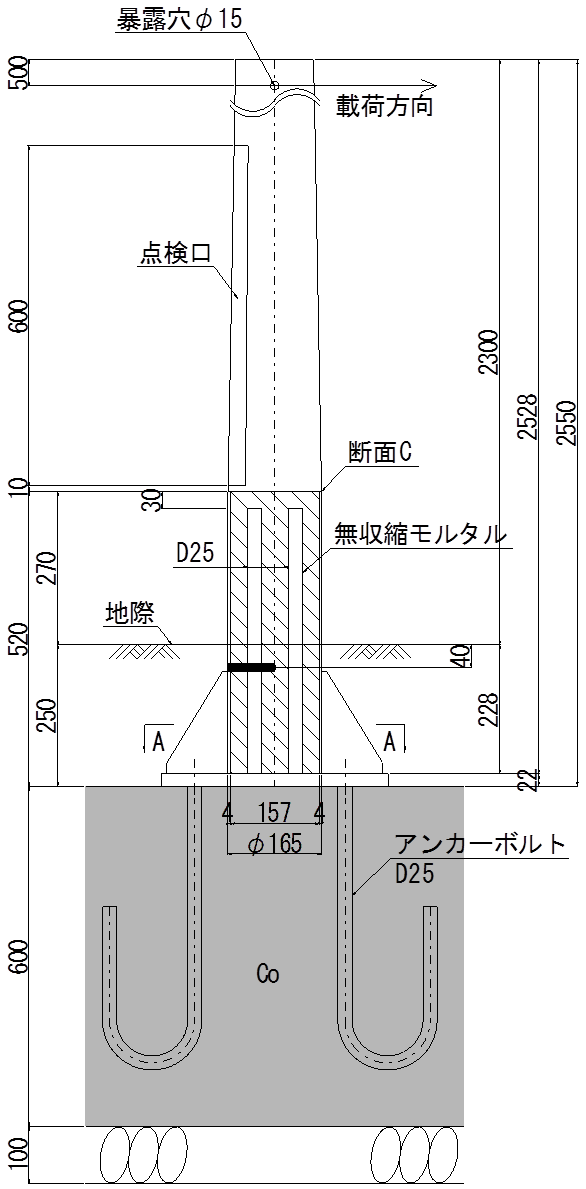 暴露穴φ15
500
載荷方向
点検口
600
2300
2528
2550
10
断面C
30
無収縮モルタル
D25
270
地際
520
40
250
228
A
A
22
4
157
4
φ165
アンカーボルト
D25
600
Co
100